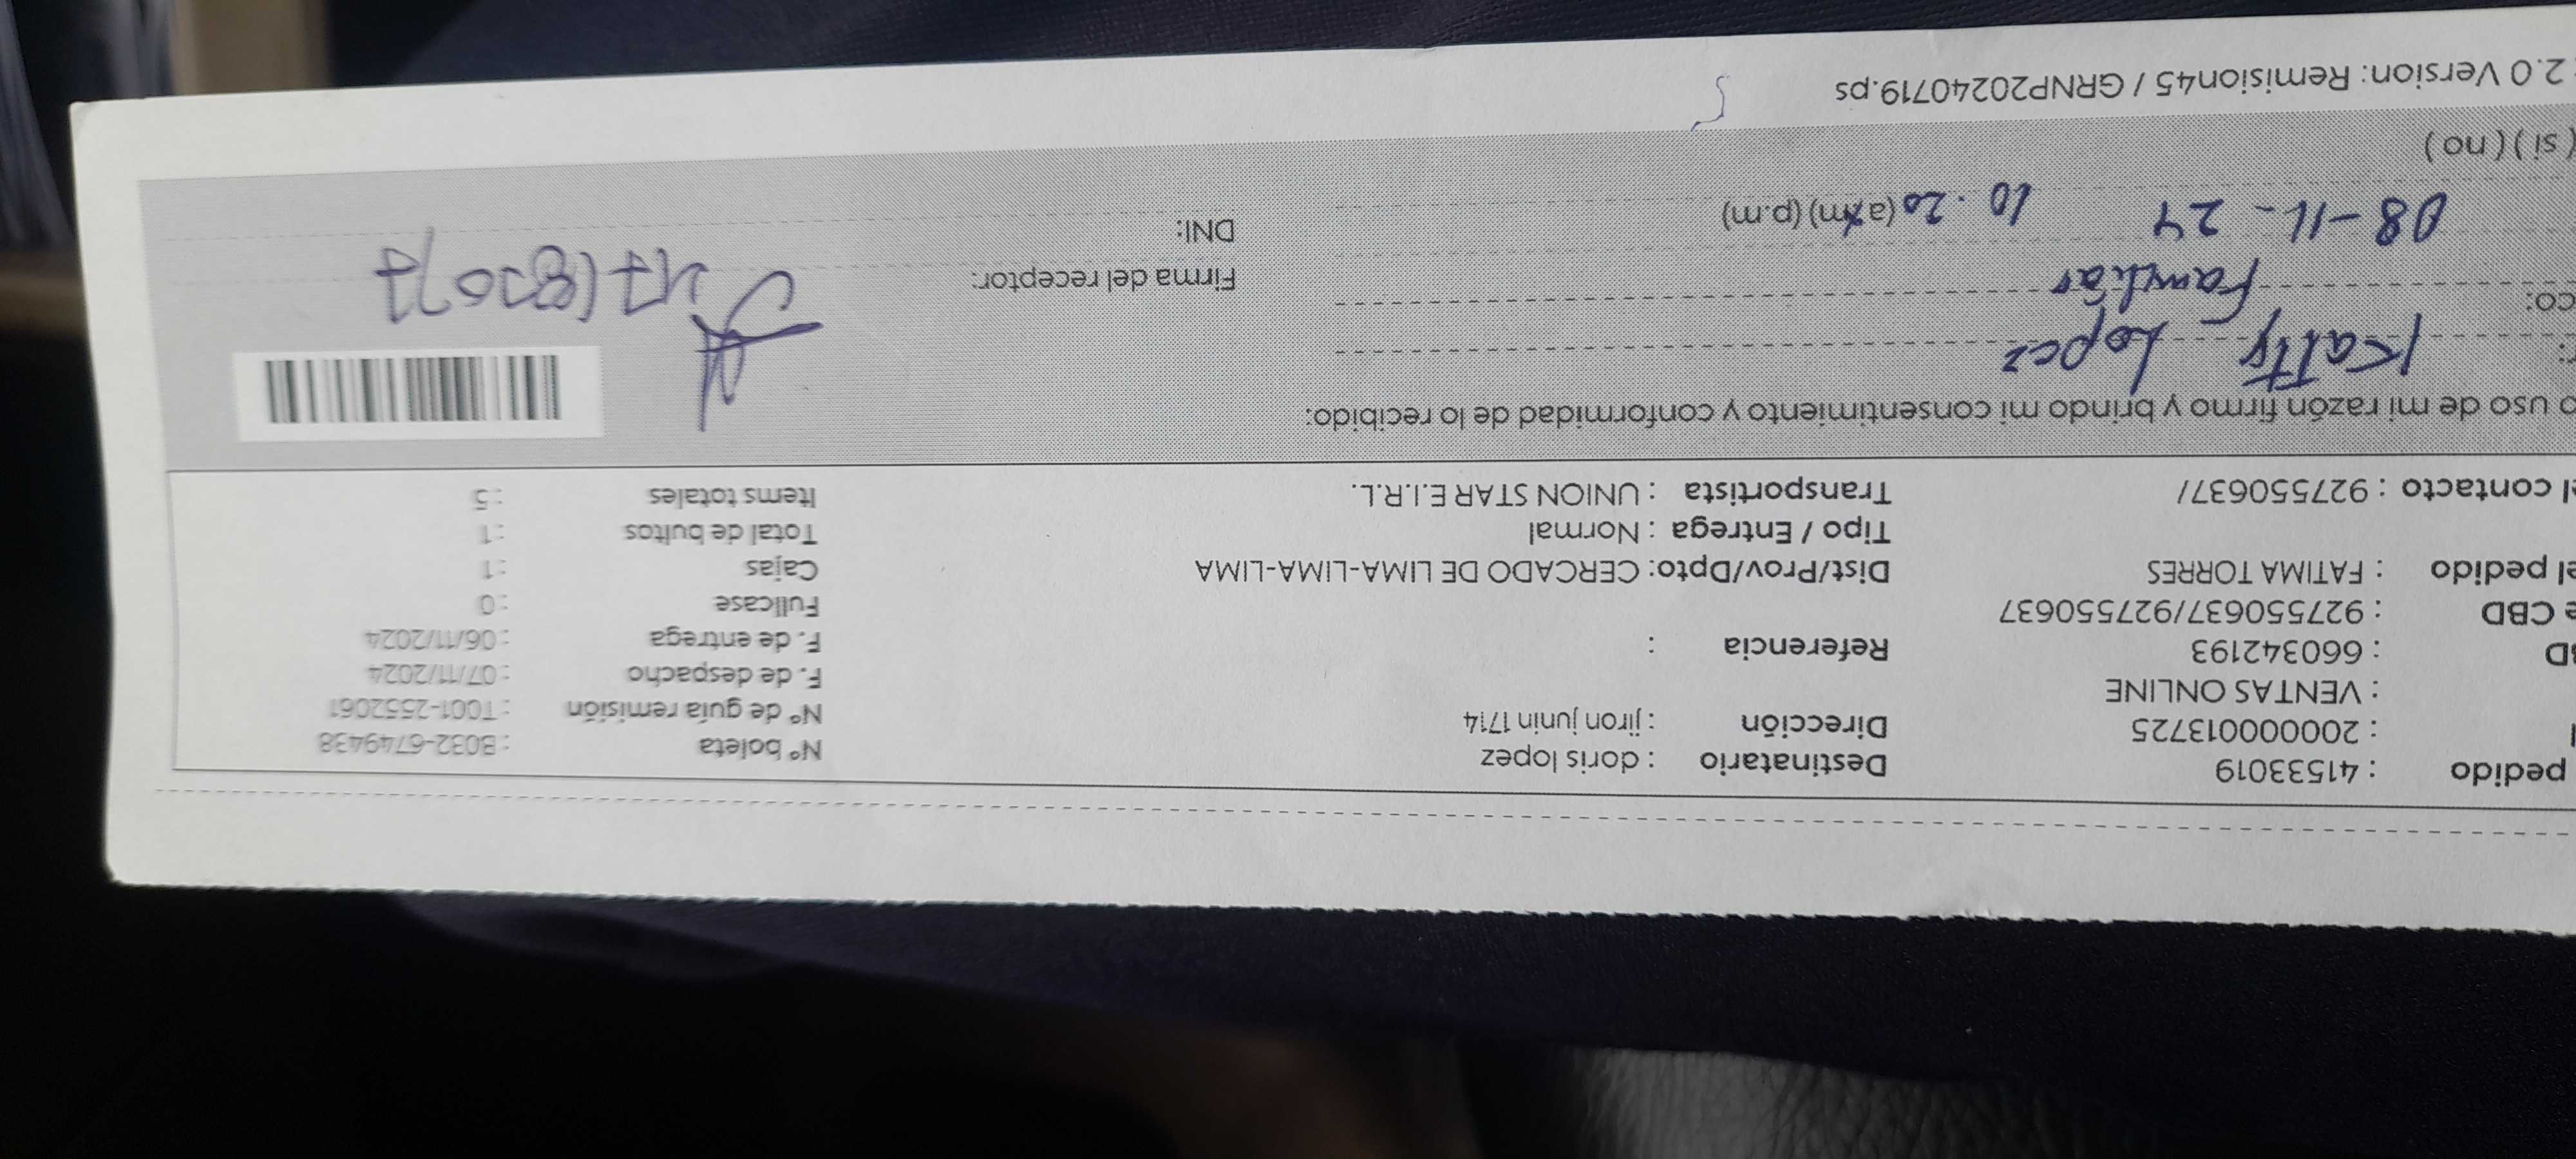 pedido : 41533019 Destinatario : doris lopez N° boleta : B032-6749438
: 2000000013725 Dirección : jiron junin 1714 N° de guía remisión : T001-2552061
: VENTAS ONLINE F. de despacho : 07/11/2024
: 660342193 Referencia : F. de entrega : 06/11/2024
e CBD : 927550637/927550637 Fullcase : 0
el pedido : FATIMA TORRES Dist/Prov/Dpto: CERCADO DE LIMA-LIMA-LIMA Cajas : 1
Tipo / Entrega : Normal Total de bultos : 1
el contacto : 927550637/ Transportista : UNION STAR E.I.R.L. Items totales : 5
o uso de mi razón firmo y brindo mi consentimiento y conformidad de lo recibido:
Katty Lopez
co: Familiar Firma del receptor:
08-11-24 10.20 (a.m) (p.m) DNI:
(si) (no)
2.0 Version: Remision45 / GRNP20240719.ps